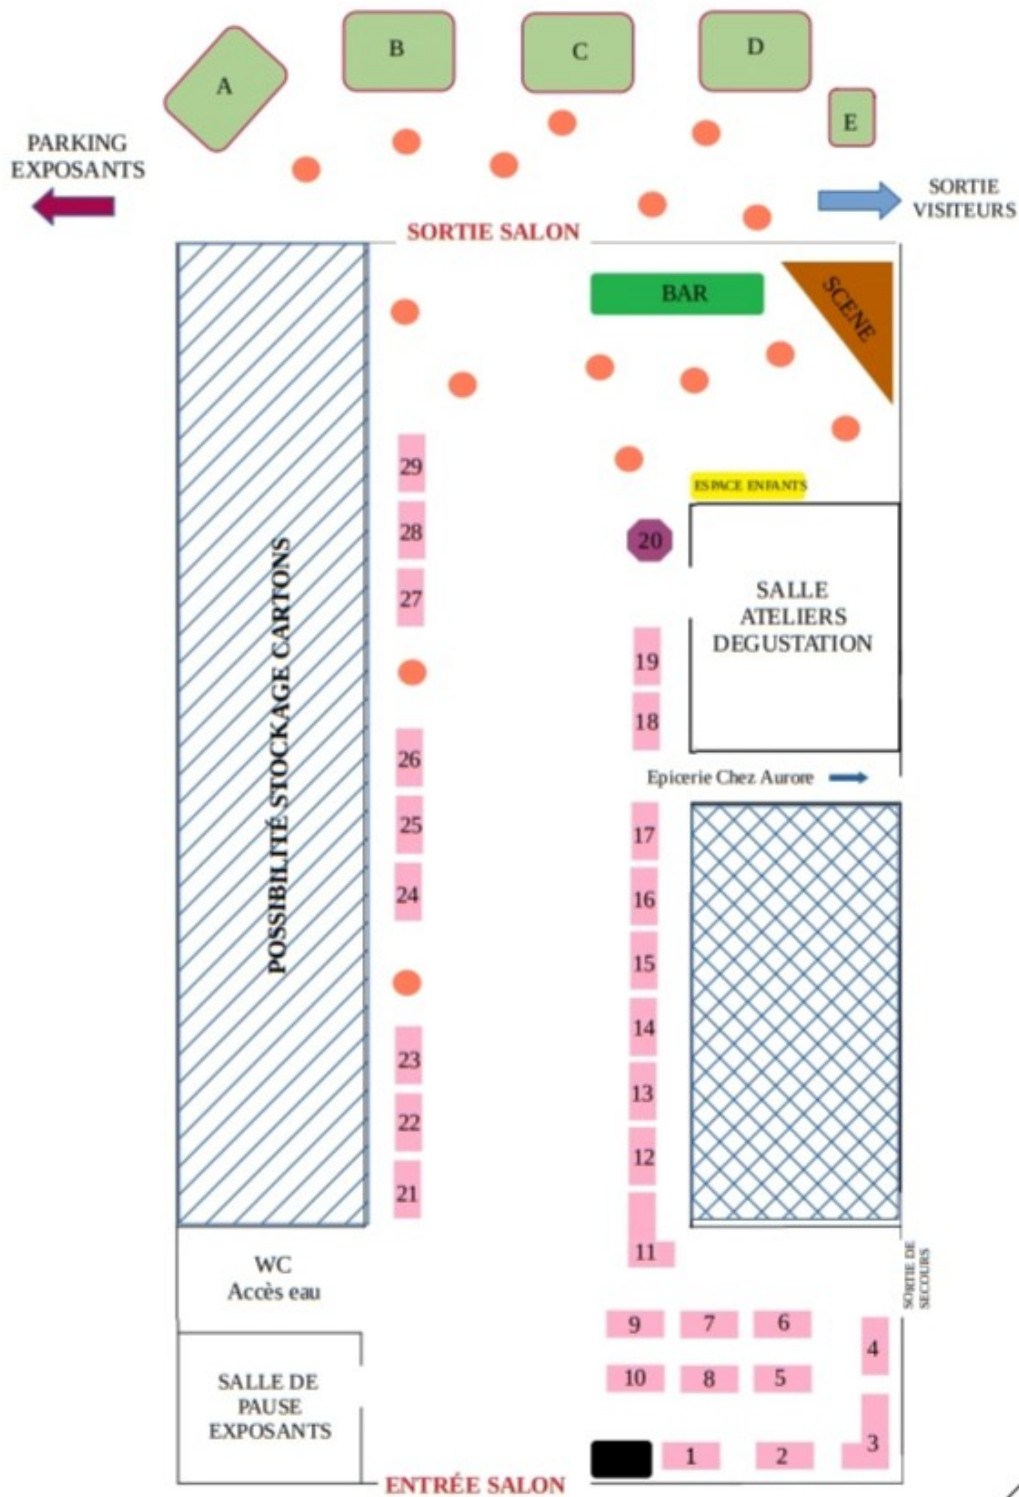 A
B
C
D
E
PARKING
EXPOSANTS
SORTIE
VISITEURS
SORTIE SALON
BAR
SCENE
29
ESPACE ENFANTS
28
20
27
SALLE
ATELIERS
DEGUSTATION
POSSIBILITÉ STOCKAGE CARTONS
19
18
26
Epicerie Chez Aurore
25
17
24
16
15
14
23
13
22
12
21
11
WC
Accès eau
SORTIE DE
SECOURS
9
7
6
4
10
8
5
SALLE DE
PAUSE
EXPOSANTS
3
1
2
ENTRÉE SALON